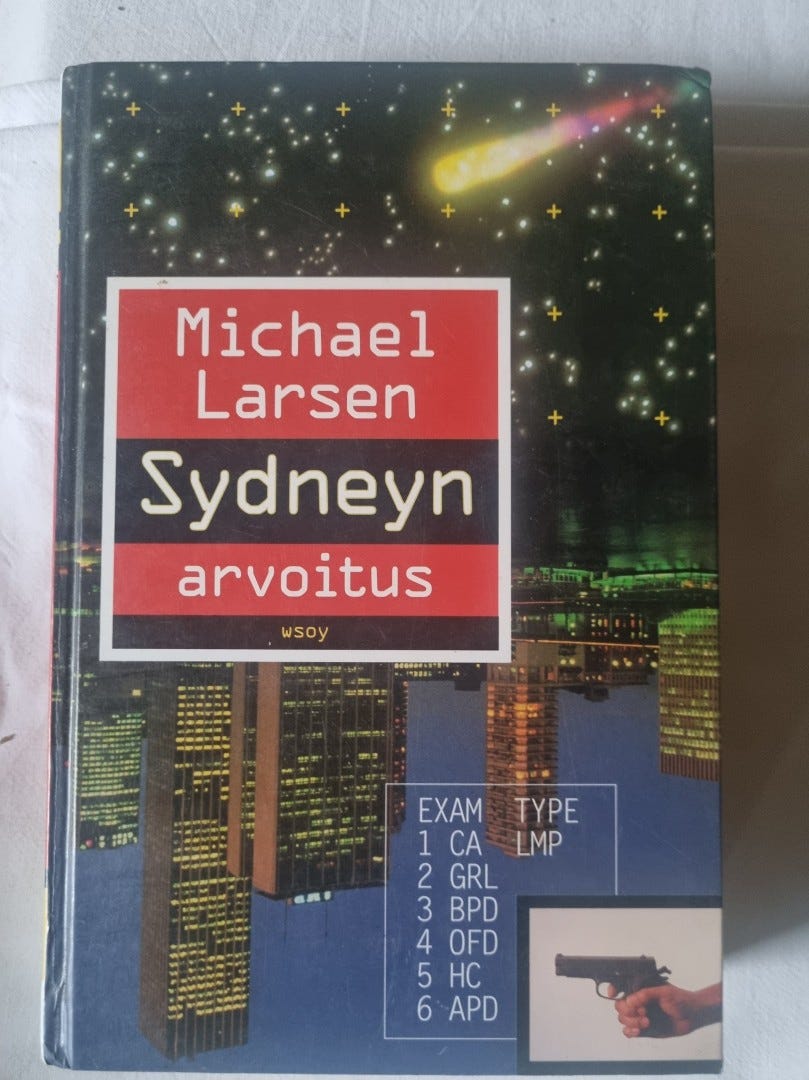 Michael
Larsen
Sydneyn
arvoitus
wsoy
EXAM TYPE
1 CA LMP
2 GRL
3 BPD
4 OFD
5 HC
6 APD